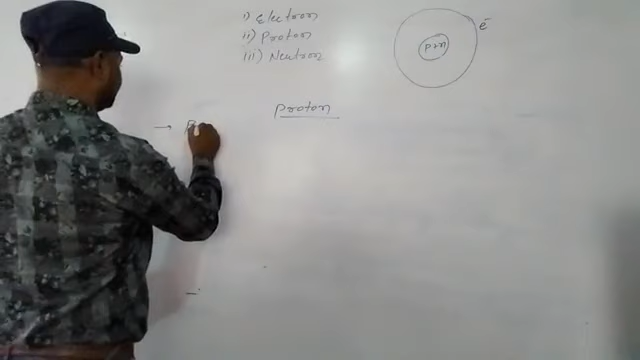 i) Electron
ii) Proton
iii) Neutron
e⁻
p+n
Proton
→ P